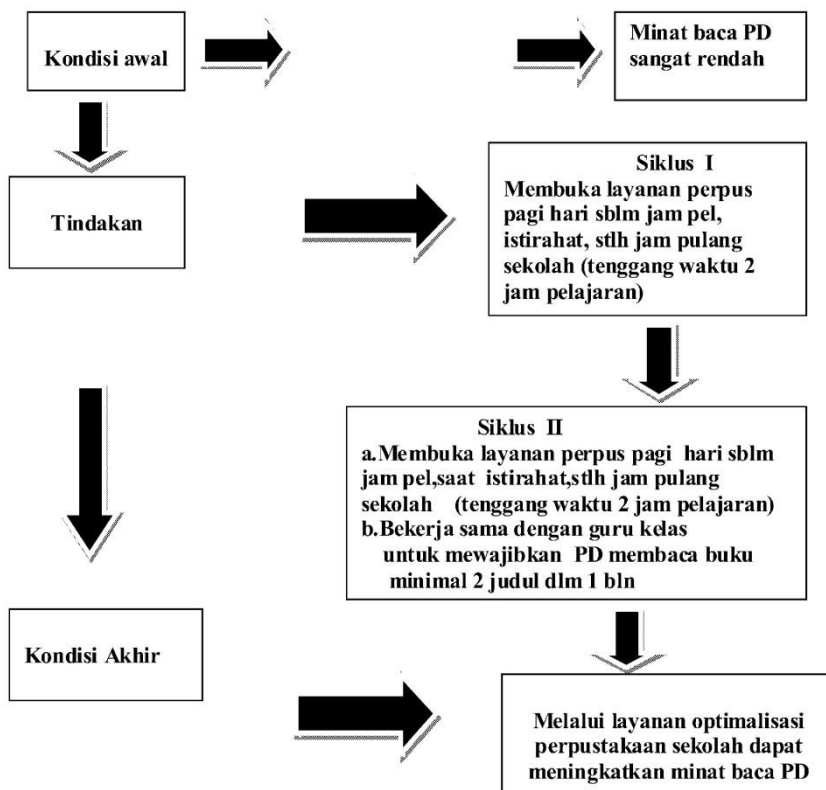 Kondisi awal
Minat baca PD
sangat rendah
Tindakan
Siklus I
Membuka layanan perpus
pagi hari sblm jam pel,
istirahat, stlh jam pulang
sekolah (tenggang waktu 2
jam pelajaran)
Siklus II
a.Membuka layanan perpus pagi hari sblm
jam pel,saat istirahat,stlh jam pulang
sekolah (tenggang waktu 2 jam pelajaran)
b.Bekerja sama dengan guru kelas
untuk mewajibkan PD membaca buku
minimal 2 judul dlm 1 bln
Kondisi Akhir
Melalui layanan optimalisasi
perpustakaan sekolah dapat
meningkatkan minat baca PD